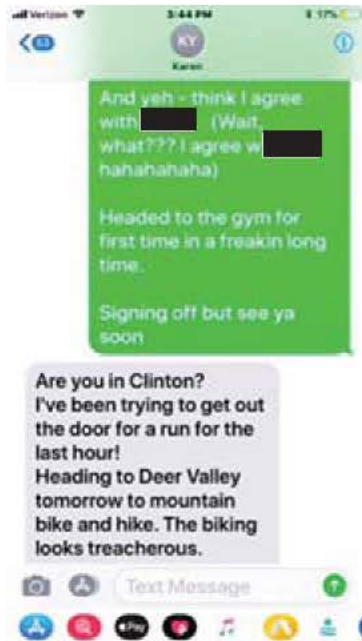 Verizon 3:44 PM 17%
53
KY
Karen
And yeh - think I agree
with (Wait,
what??? I agree w
hahahahaha)
Headed to the gym for
first time in a freakin long
time.
Signing off but see ya
soon
Are you in Clinton?
I've been trying to get out
the door for a run for the
last hour!
Heading to Deer Valley
tomorrow to mountain
bike and hike. The biking
looks treacherous.
Text Message
Pay